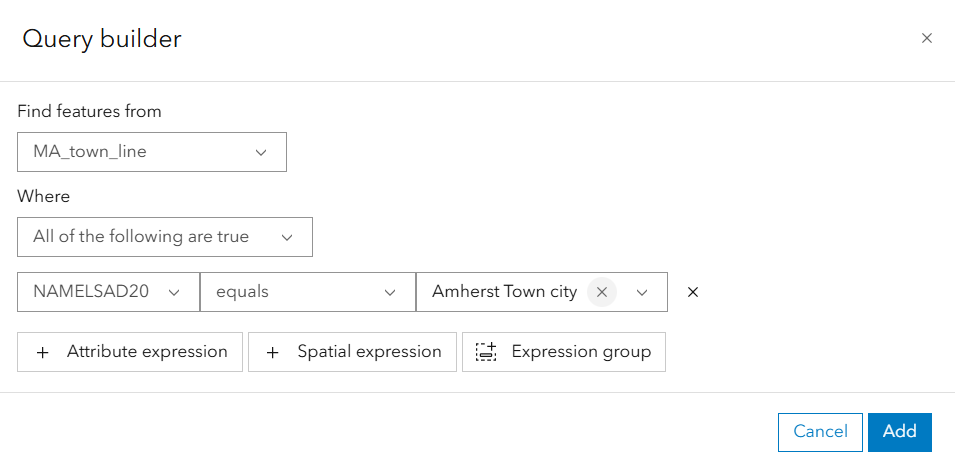 Query builder
Find features from
MA_town_line
Where
All of the following are true
NAMELSAD20 equals Amherst Town city
Attribute expression Spatial expression Expression group
Cancel Add